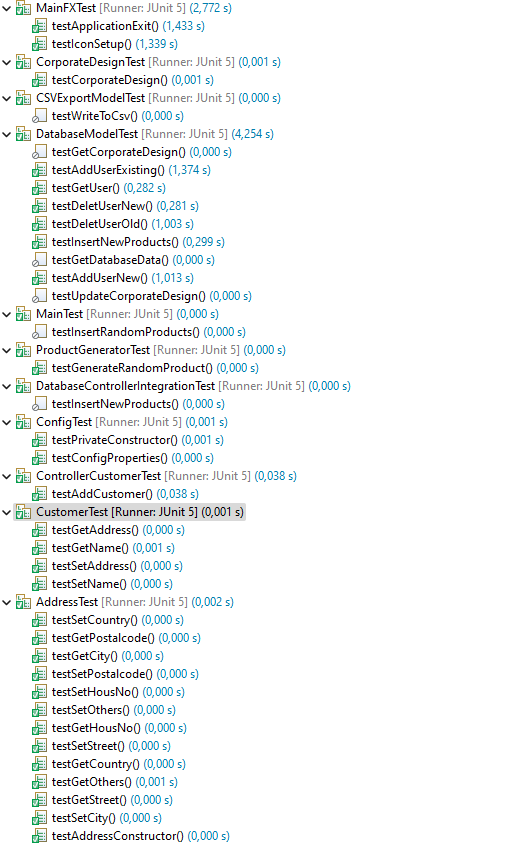 MainFXTest [Runner: JUnit 5] (2,772 s)
testApplicationExit() (1,433 s)
testIconSetup() (1,339 s)
CorporateDesignTest [Runner: JUnit 5] (0,001 s)
testCorporateDesign() (0,001 s)
CSVExportModelTest [Runner: JUnit 5] (0,000 s)
testWriteToCsv() (0,000 s)
DatabaseModelTest [Runner: JUnit 5] (4,254 s)
testGetCorporateDesign() (0,000 s)
testAddUserExisting() (1,374 s)
testGetUser() (0,282 s)
testDeletUserNew() (0,281 s)
testDeletUserOld() (1,003 s)
testInsertNewProducts() (0,299 s)
testGetDatabaseData() (0,000 s)
testAddUserNew() (1,013 s)
testUpdateCorporateDesign() (0,000 s)
MainTest [Runner: JUnit 5] (0,000 s)
testInsertRandomProducts() (0,000 s)
ProductGeneratorTest [Runner: JUnit 5] (0,000 s)
testGenerateRandomProduct() (0,000 s)
DatabaseControllerIntegrationTest [Runner: JUnit 5] (0,000 s)
testInsertNewProducts() (0,000 s)
ConfigTest [Runner: JUnit 5] (0,001 s)
testPrivateConstructor() (0,001 s)
testConfigProperties() (0,000 s)
ControllerCustomerTest [Runner: JUnit 5] (0,038 s)
testAddCustomer() (0,038 s)
CustomerTest [Runner: JUnit 5] (0,001 s)
testGetAddress() (0,000 s)
testGetName() (0,001 s)
testSetAddress() (0,000 s)
testSetName() (0,000 s)
AddressTest [Runner: JUnit 5] (0,002 s)
testSetCountry() (0,000 s)
testGetPostalcode() (0,000 s)
testGetCity() (0,000 s)
testSetPostalcode() (0,000 s)
testSetHousNo() (0,000 s)
testSetOthers() (0,000 s)
testGetHousNo() (0,000 s)
testSetStreet() (0,000 s)
testGetCountry() (0,000 s)
testGetOthers() (0,001 s)
testGetStreet() (0,000 s)
testSetCity() (0,000 s)
testAddressConstructor() (0,000 s)